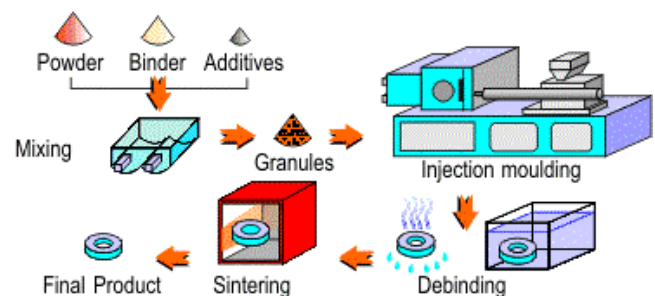 Powder Binder Additives
Mixing
Granules
Injection moulding
Final Product Sintering Debinding